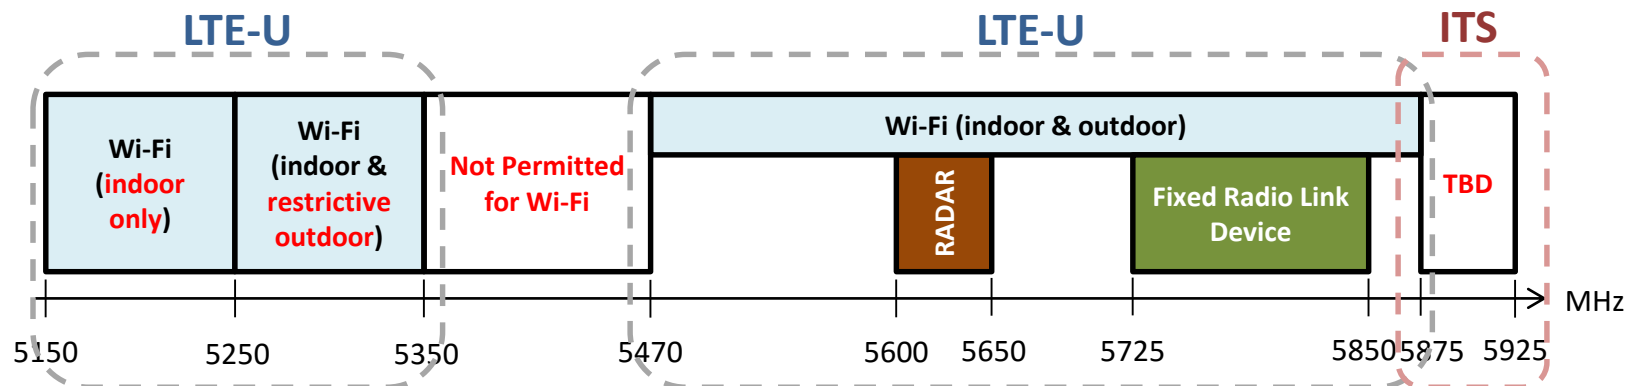 LTE-U
LTE-U
ITS
Wi-Fi
(indoor
only)
Wi-Fi
(indoor &
restrictive
outdoor)
Not Permitted
for Wi-Fi
Wi-Fi (indoor & outdoor)
RADAR
Fixed Radio Link
Device
TBD
MHz
5150 5250 5350 5470 5600 5650 5725 5850 5875 5925